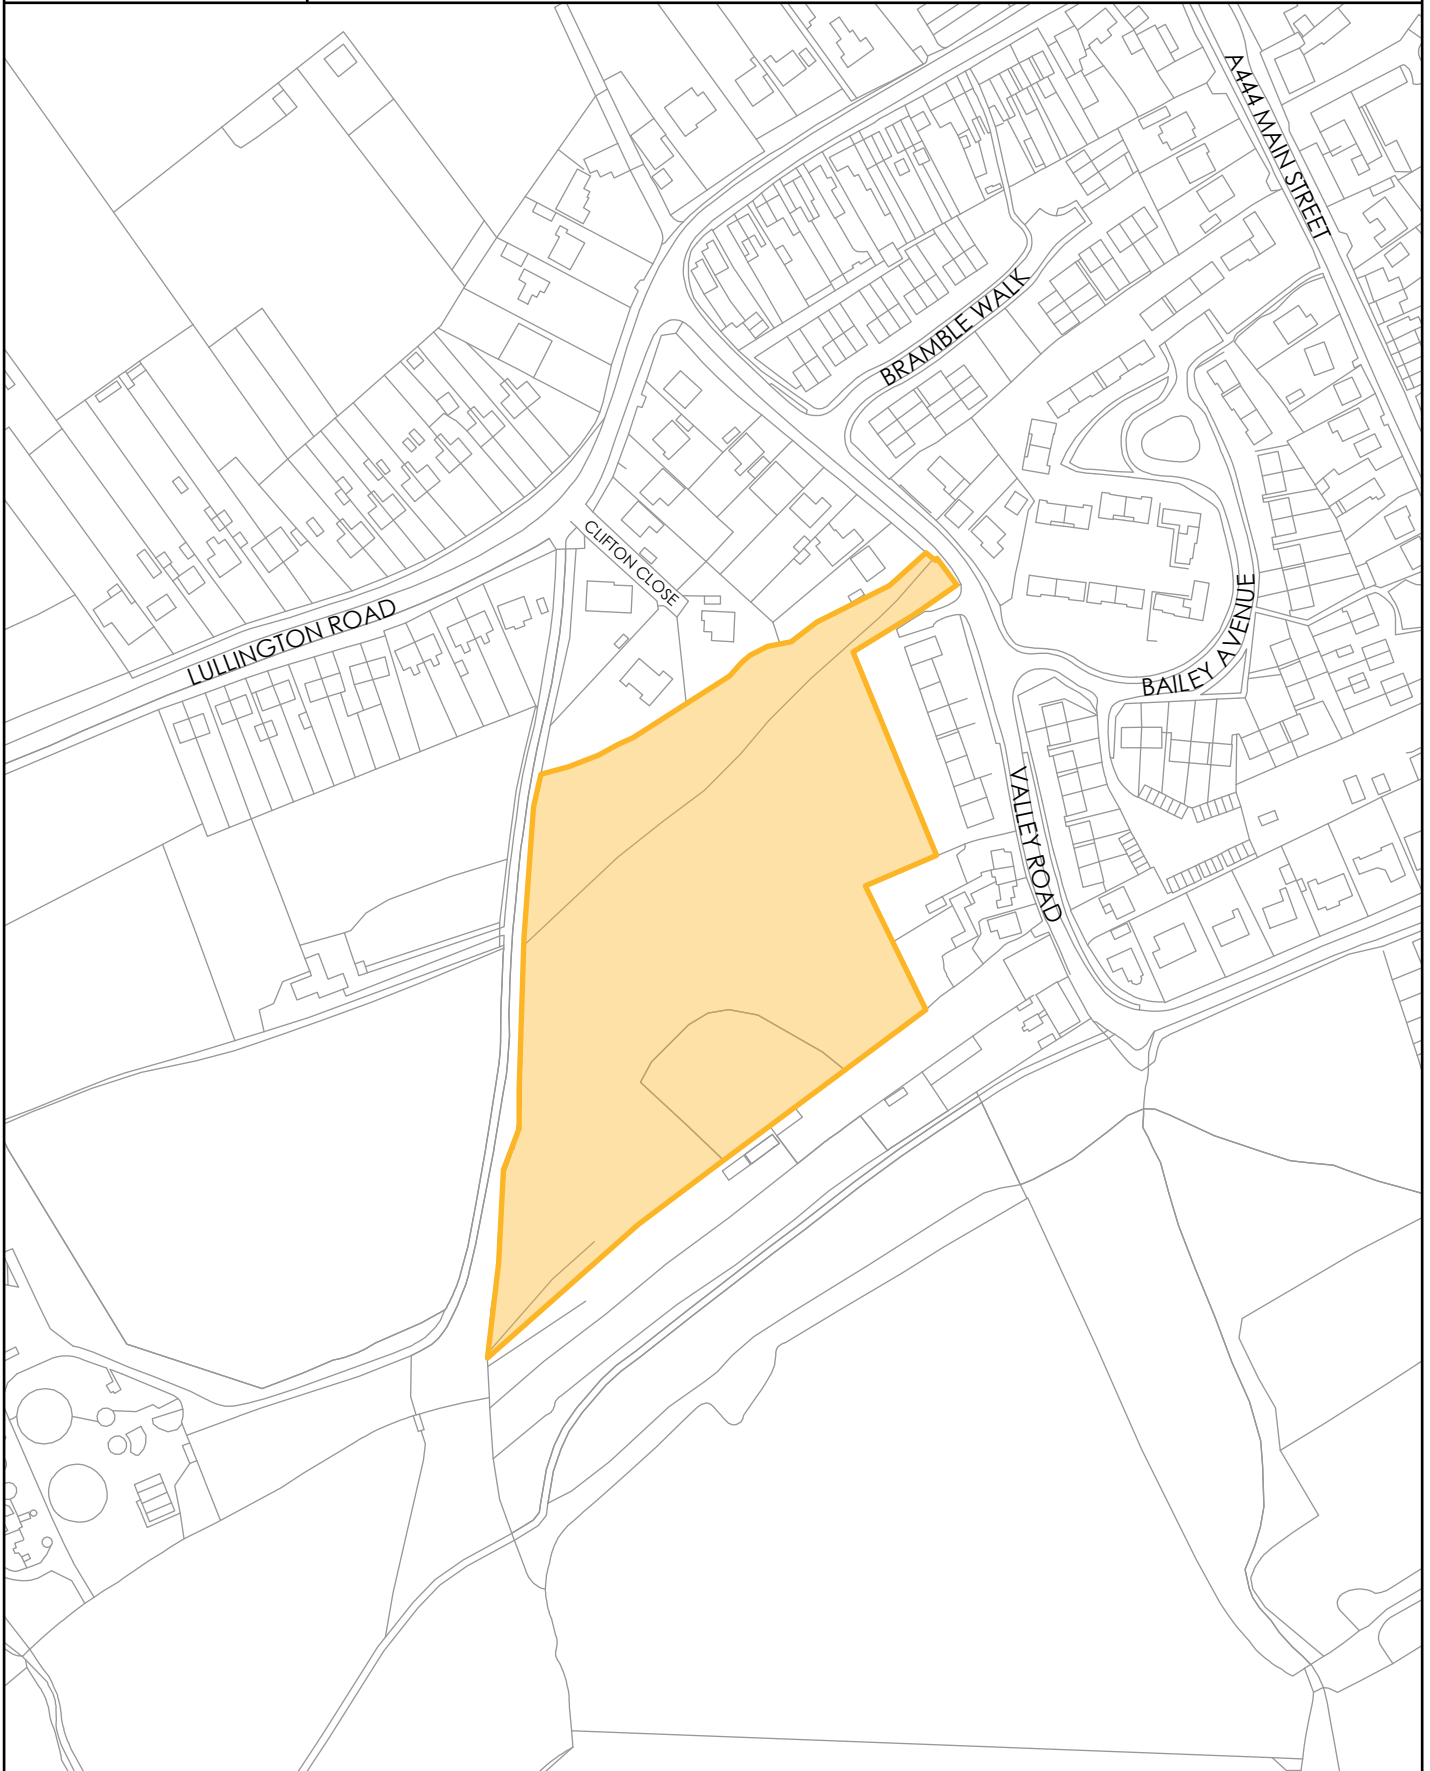 A444 MAIN STREET
BRAMBLE WALK
CLIFTON CLOSE
LULLINGTON ROAD
BAILEY AVENUE
VALLEY ROAD